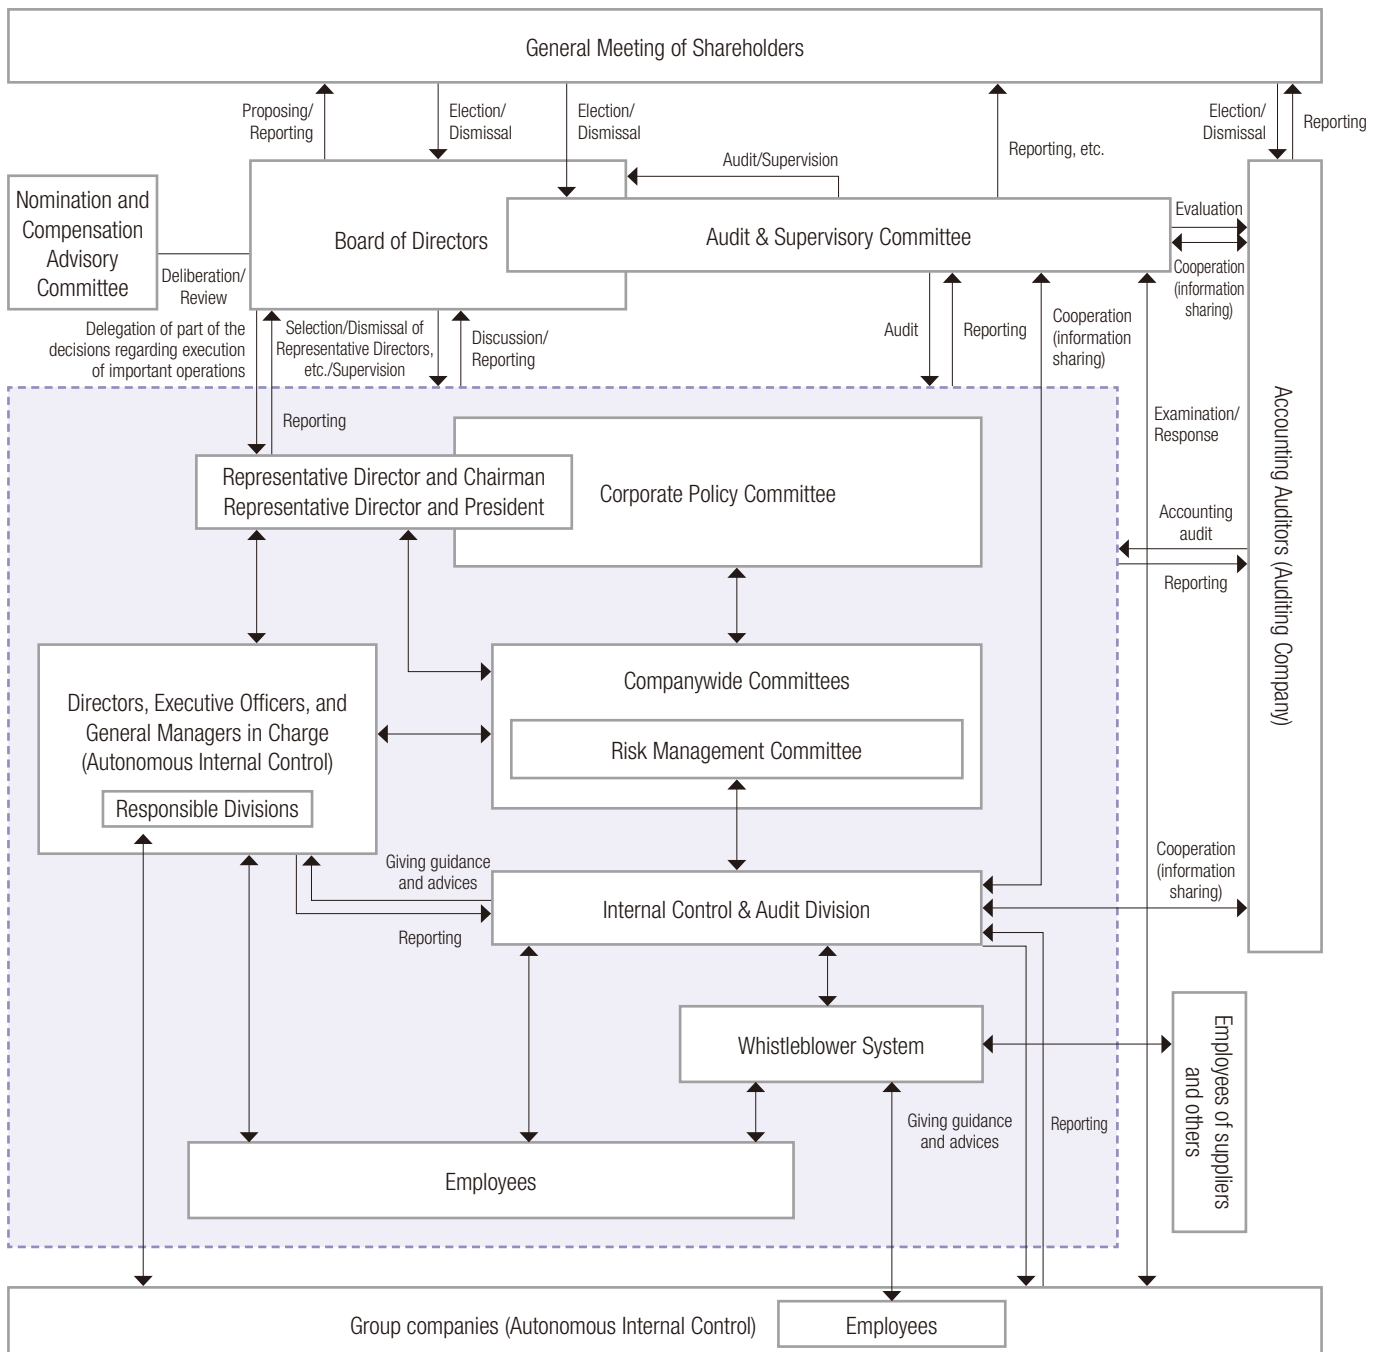 General Meeting of Shareholders
Proposing/
Reporting
Election/
Dismissal
Election/
Dismissal
Reporting, etc.
Election/
Dismissal
Reporting
Audit/Supervision
Nomination and
Compensation
Advisory
Committee
Deliberation/
Review
Board of Directors
Audit & Supervisory Committee
Evaluation
Cooperation
(information
sharing)
Delegation of part of the
decisions regarding execution
of important operations
Selection/Dismissal of
Representative Directors,
etc./Supervision
Discussion/
Reporting
Audit
Reporting
Cooperation
(information
sharing)
Reporting
Examination/
Response
Accounting Auditors (Auditing Company)
Representative Director and Chairman
Representative Director and President
Corporate Policy Committee
Accounting
audit
Reporting
Directors, Executive Officers, and
General Managers in Charge
(Autonomous Internal Control)
Responsible Divisions
Companywide Committees
Risk Management Committee
Giving guidance
and advices
Reporting
Internal Control & Audit Division
Cooperation
(information
sharing)
Whistleblower System
Employees of suppliers
and others
Giving guidance
and advices
Reporting
Employees
Group companies (Autonomous Internal Control)
Employees